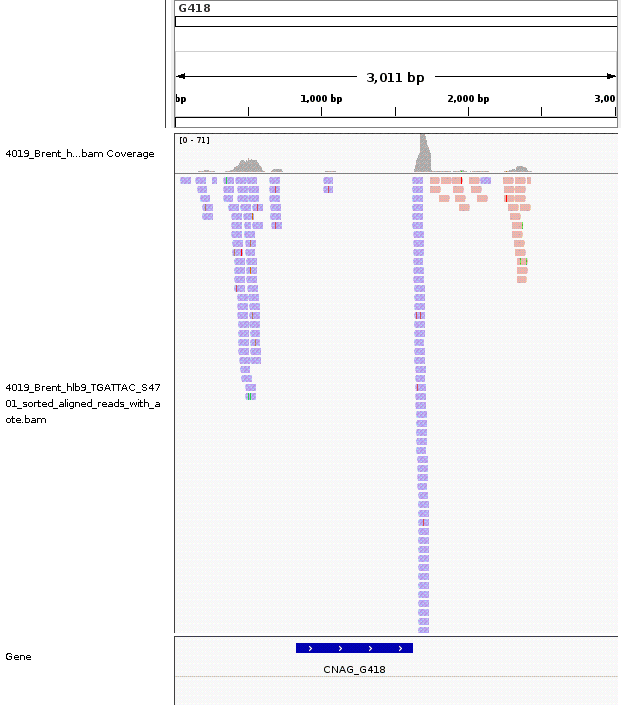 G418
3,011 bp
bp 1,000 bp 2,000 bp 3,00
[0 - 71]
4019_Brent_h...bam Coverage
4019_Brent_hlb9_TGATTAC_S47
01_sorted_aligned_reads_with_a
ote.bam
Gene
CNAG_G418